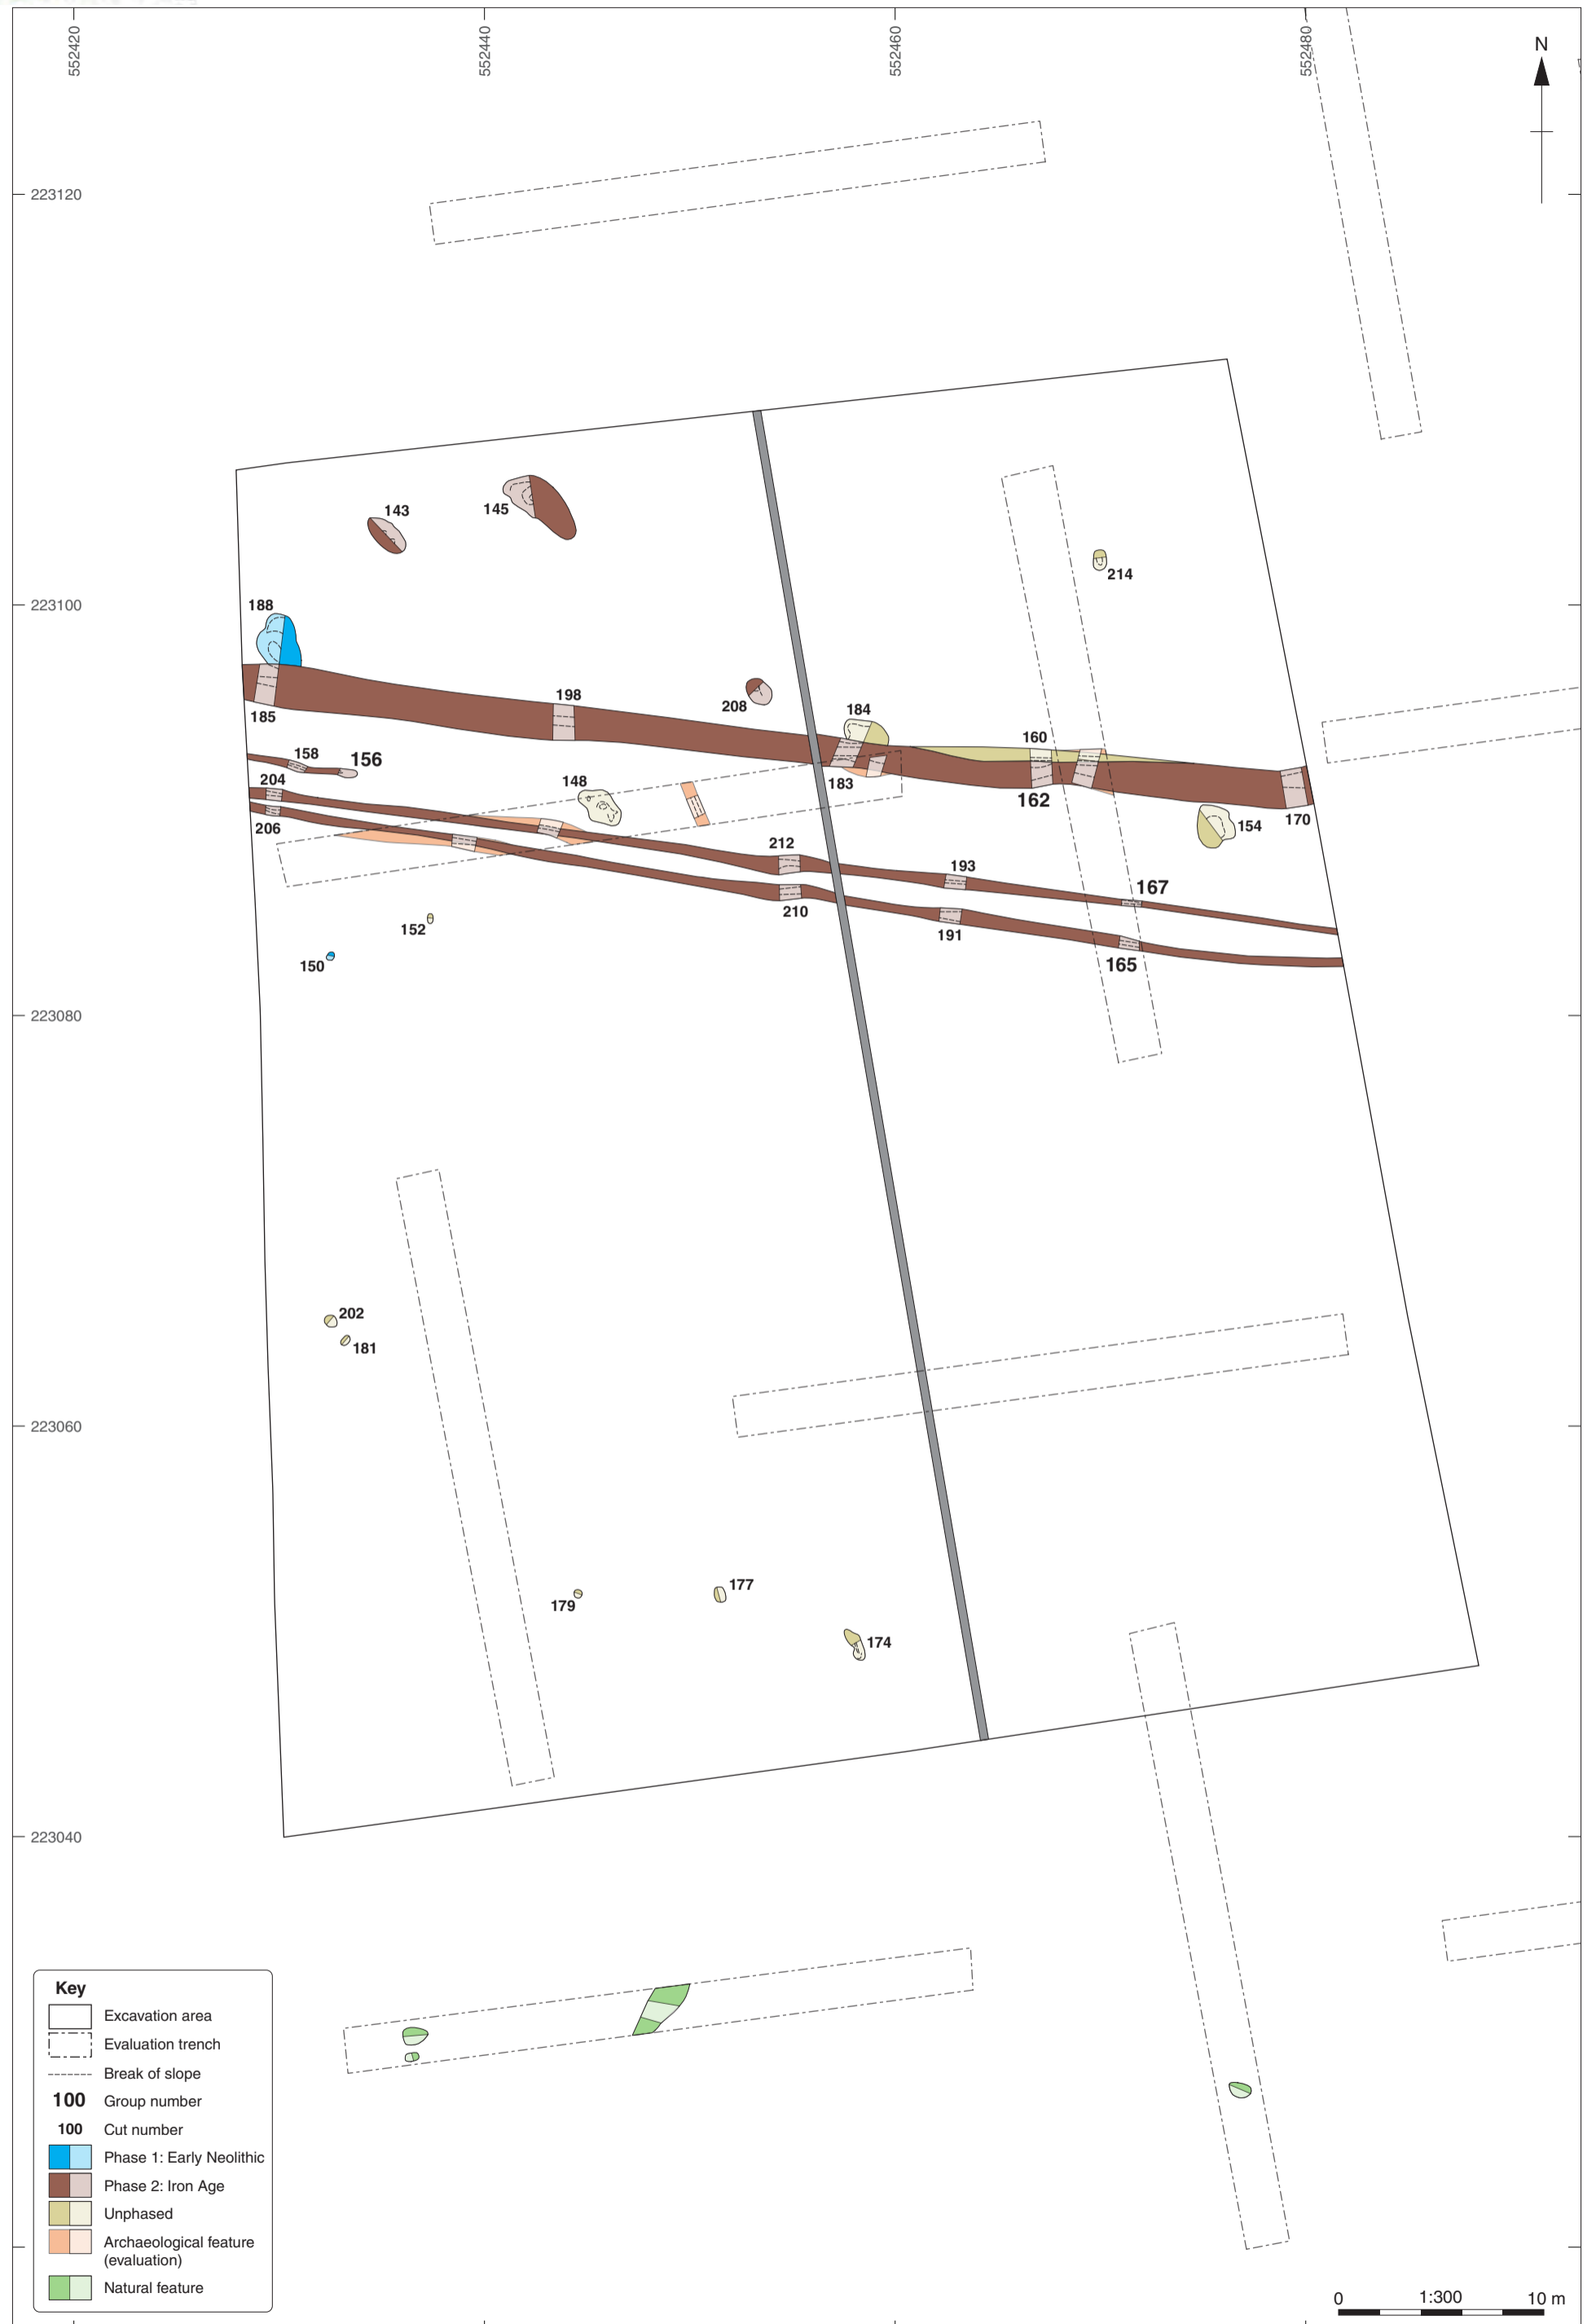 552420
552440
552460
552480
N
223120
143
145
214
188
223100
198
208
184
185
160
158
156
183
204
148
162
154
170
206
212
193
167
152
210
191
150
165
223080
202
181
223060
177
179
174
223040
Key
Excavation area
Evaluation trench
Break of slope
100 Group number
100 Cut number
Phase 1: Early Neolithic
Phase 2: Iron Age
Unphased
Archaeological feature
(evaluation)
Natural feature
0 1:300 10 m